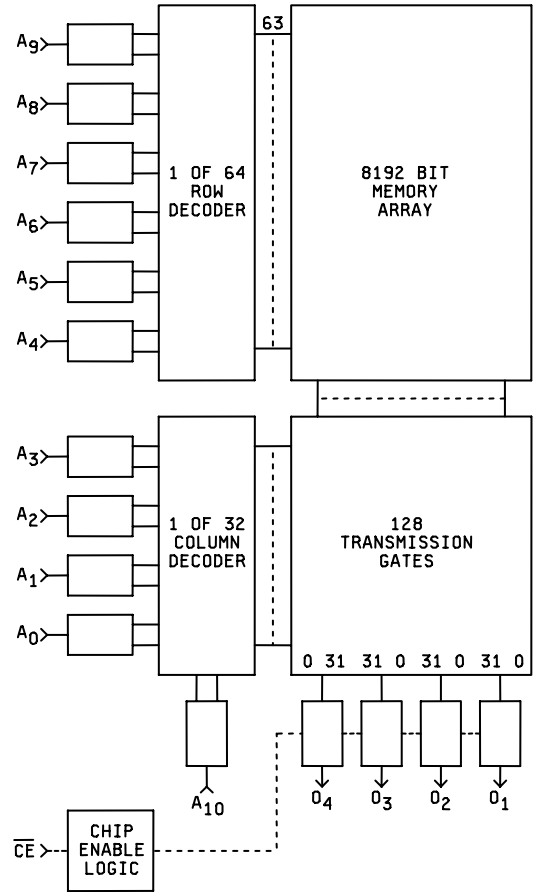 63
A9
A8
A7
1 OF 64
ROW
DECODER
8192 BIT
MEMORY
ARRAY
A6
A5
A4
A3
A2
1 OF 32
COLUMN
DECODER
128
TRANSMISSION
GATES
A1
A0
0 31 31 0 31 0 31 0
A10
O4 O3 O2 O1
CE
CHIP
ENABLE
LOGIC